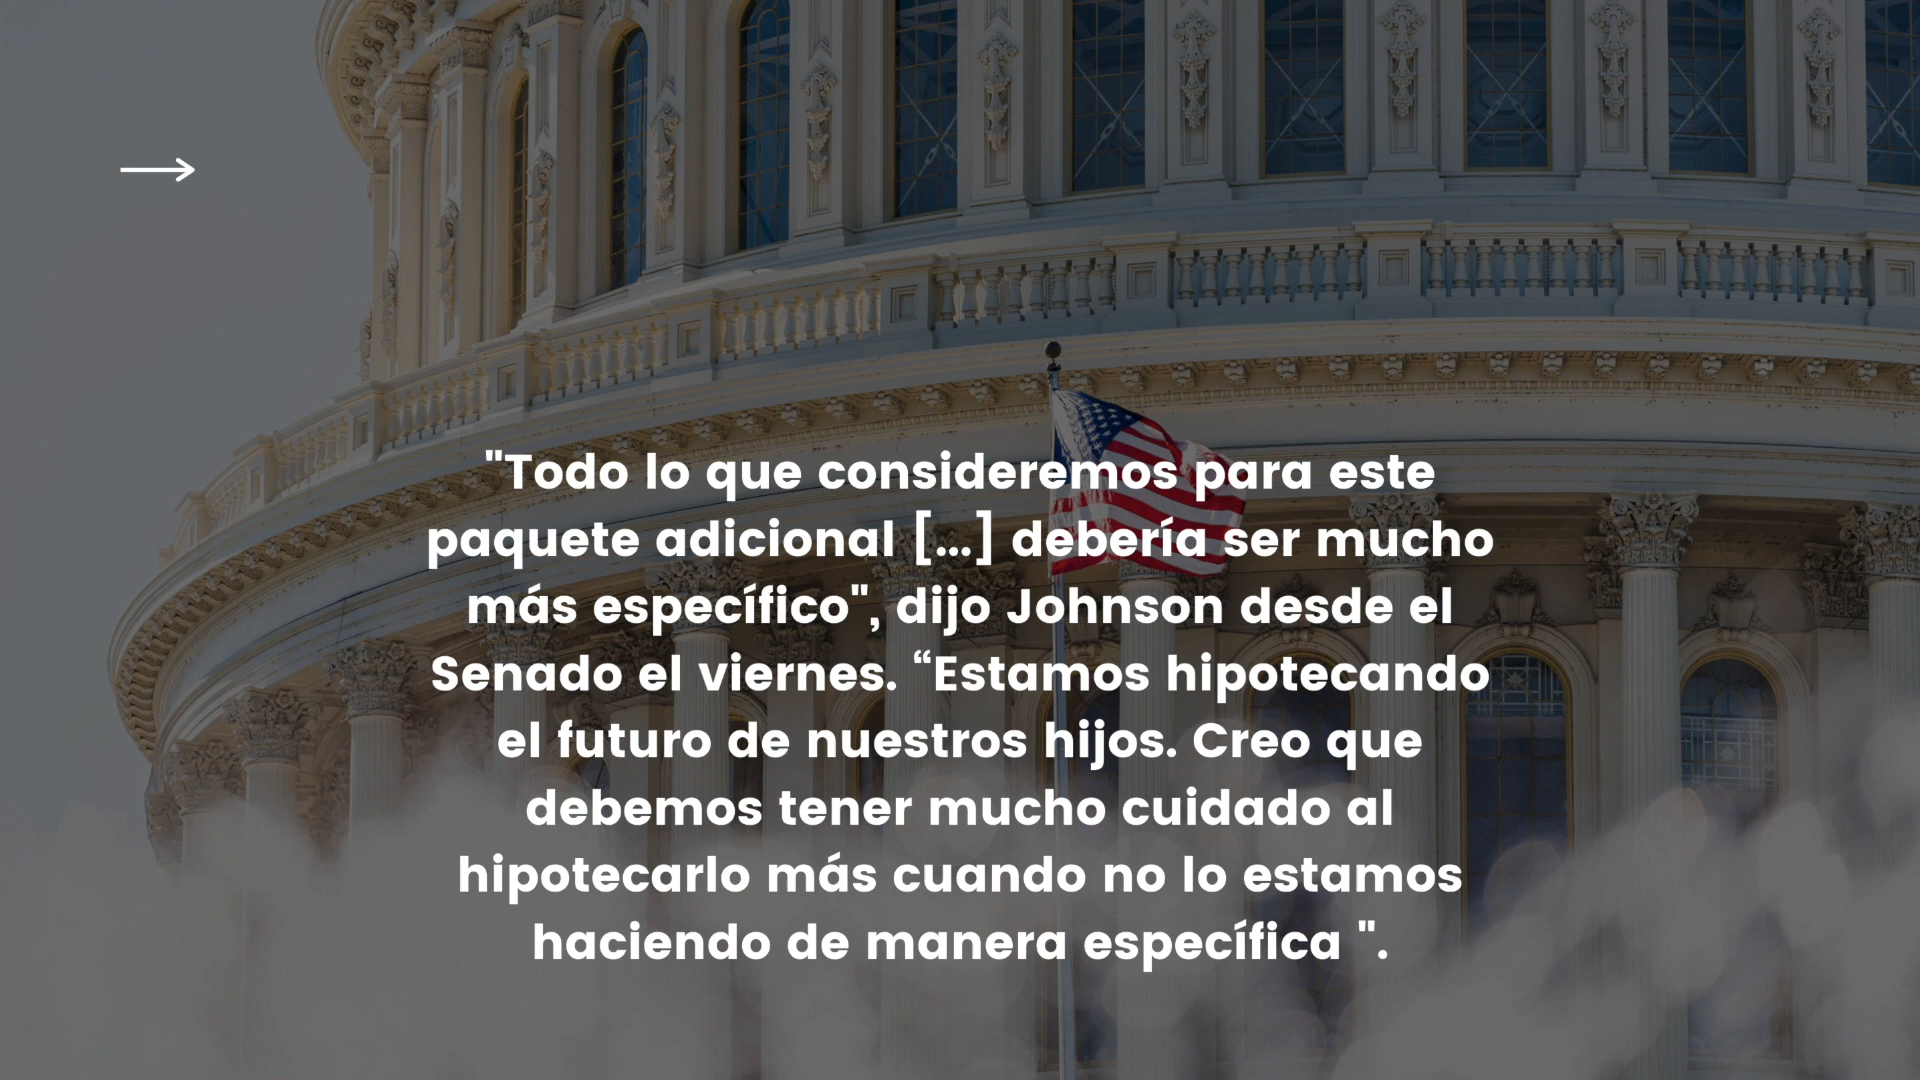 "Todo lo que consideremos para este
paquete adicional [...] debería ser mucho
más específico", dijo Johnson desde el
Senado el viernes. “Estamos hipotecando
el futuro de nuestros hijos. Creo que
debemos tener mucho cuidado al
hipotecarlo más cuando no lo estamos
haciendo de manera específica ".